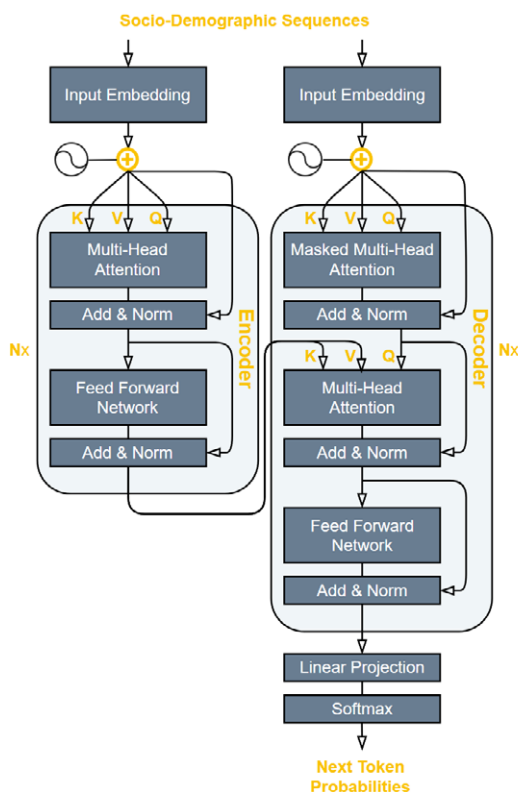 Socio-Demographic Sequences
Input Embedding
K V Q
Multi-Head
Attention
Add & Norm
Feed Forward
Network
Add & Norm
Encoder
Nx
Input Embedding
K V Q
Masked Multi-Head
Attention
Add & Norm
K V Q
Multi-Head
Attention
Add & Norm
Feed Forward
Network
Add & Norm
Decoder
Nx
Linear Projection
Softmax
Next Token
Probabilities